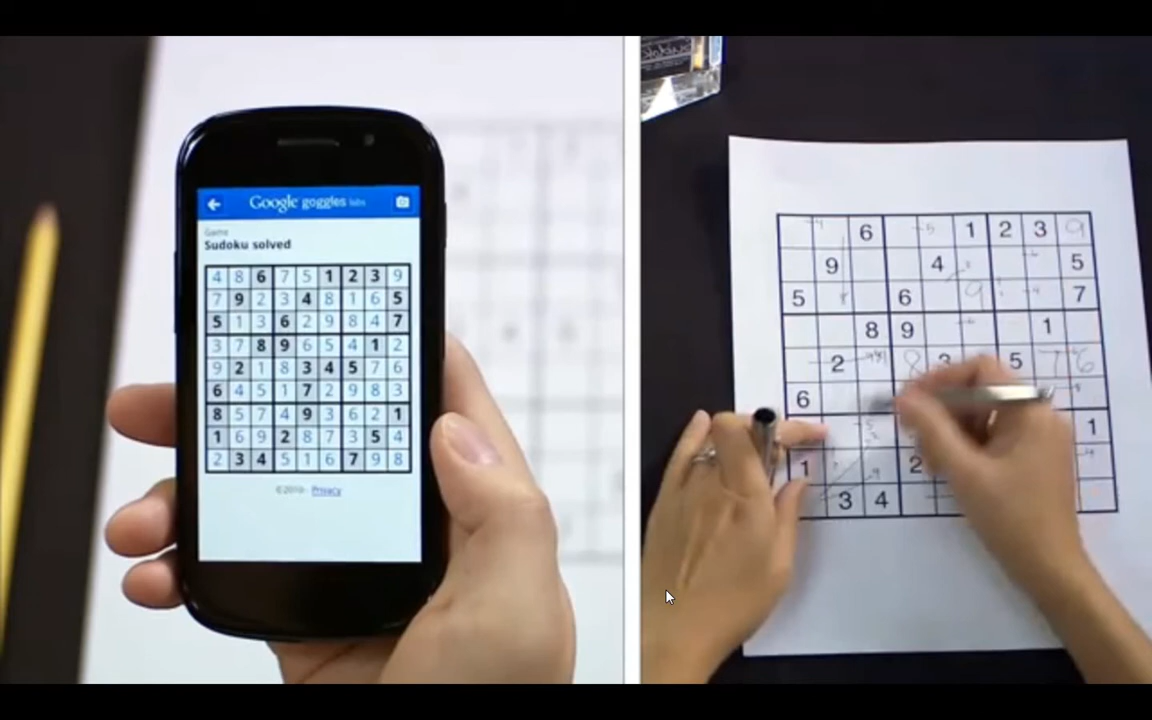 Google goggles labs
Game
Sudoku solved
4 8 6 7 5 1 2 3 9
7 9 2 3 4 8 1 6 5
5 1 3 6 2 9 8 4 7
3 7 8 9 6 5 4 1 2
9 2 1 8 3 4 5 7 6
6 4 5 1 7 2 9 8 3
8 5 7 4 9 3 6 2 1
1 6 9 2 8 7 3 5 4
2 3 4 5 1 6 7 9 8
©2010 - Privacy
6 1 2 3 9
9 4 5
5 6 9 7
8 9 1
2 8 3 5 7 6
6
1
1 2
3 4